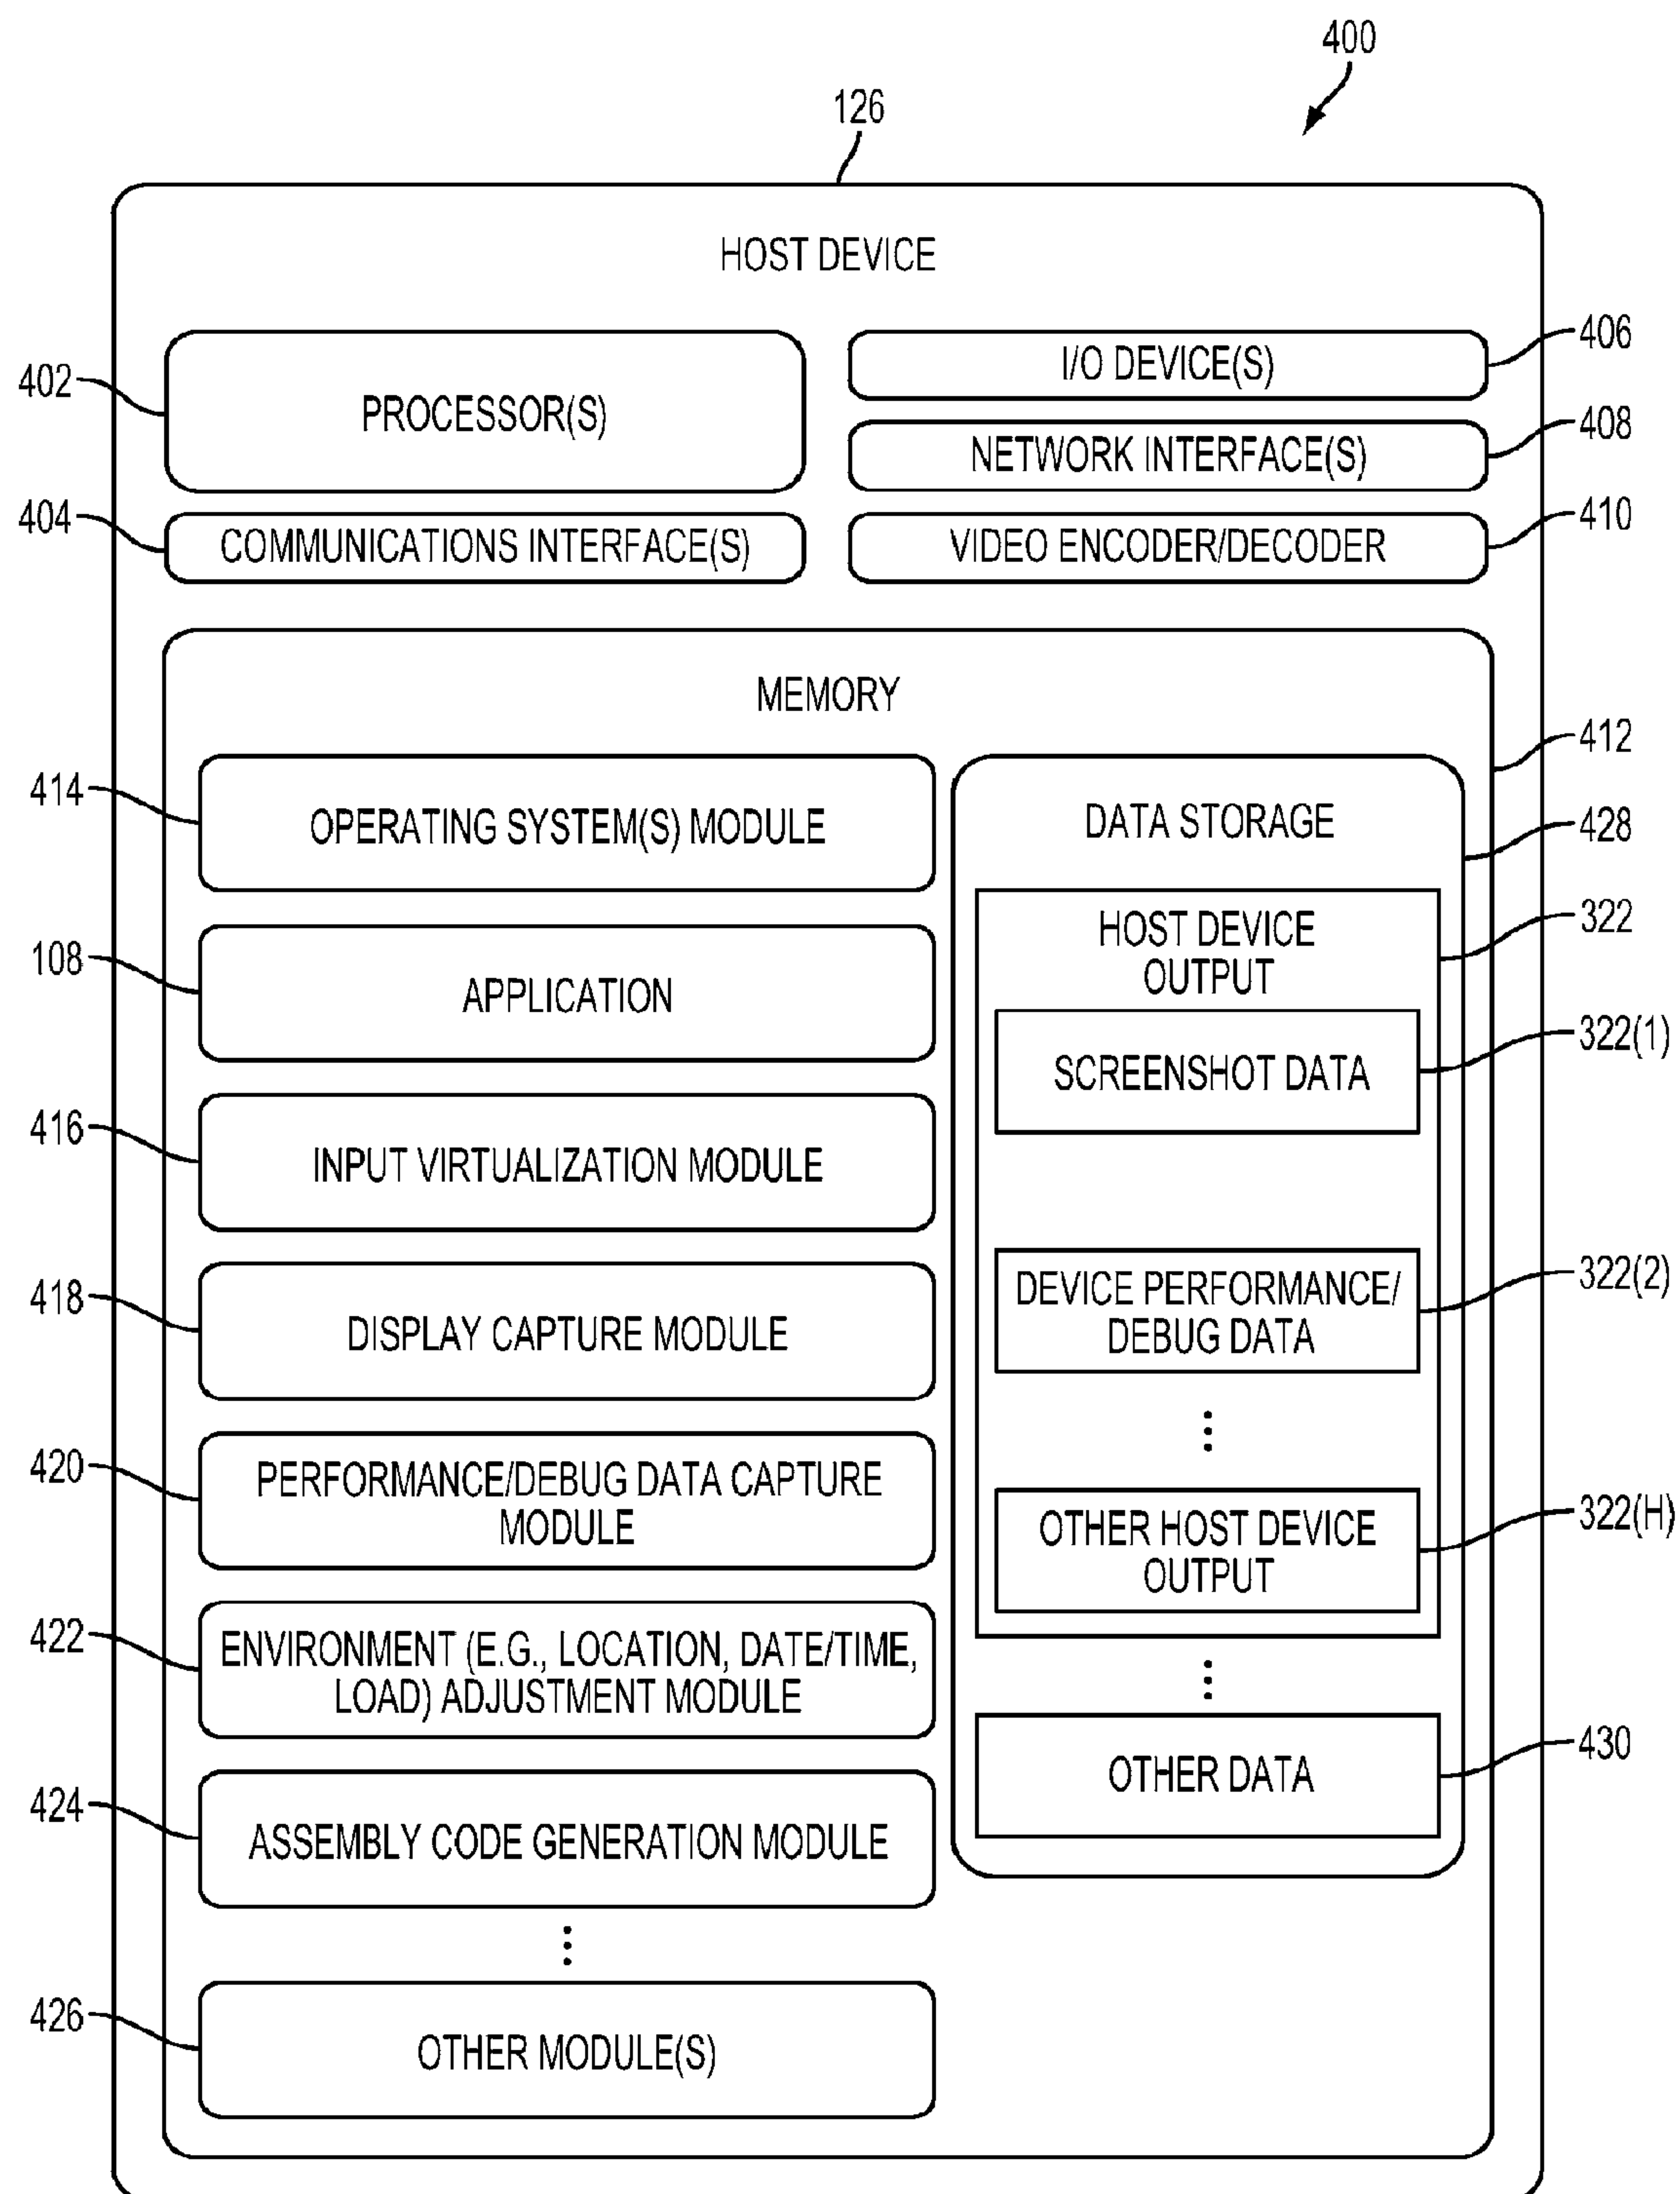 400
126
HOST DEVICE
402
PROCESSOR(S)
I/O DEVICE(S)
406
NETWORK INTERFACE(S)
408
404
COMMUNICATIONS INTERFACE(S)
VIDEO ENCODER/DECODER
410
MEMORY
412
414
OPERATING SYSTEM(S) MODULE
108
APPLICATION
416
INPUT VIRTUALIZATION MODULE
418
DISPLAY CAPTURE MODULE
420
PERFORMANCE/DEBUG DATA CAPTURE
MODULE
422
ENVIRONMENT (E.G., LOCATION, DATE/TIME,
LOAD) ADJUSTMENT MODULE
424
ASSEMBLY CODE GENERATION MODULE
426
OTHER MODULE(S)
DATA STORAGE
428
HOST DEVICE
OUTPUT
322
SCREENSHOT DATA
322(1)
DEVICE PERFORMANCE/
DEBUG DATA
322(2)
OTHER HOST DEVICE
OUTPUT
322(H)
OTHER DATA
430